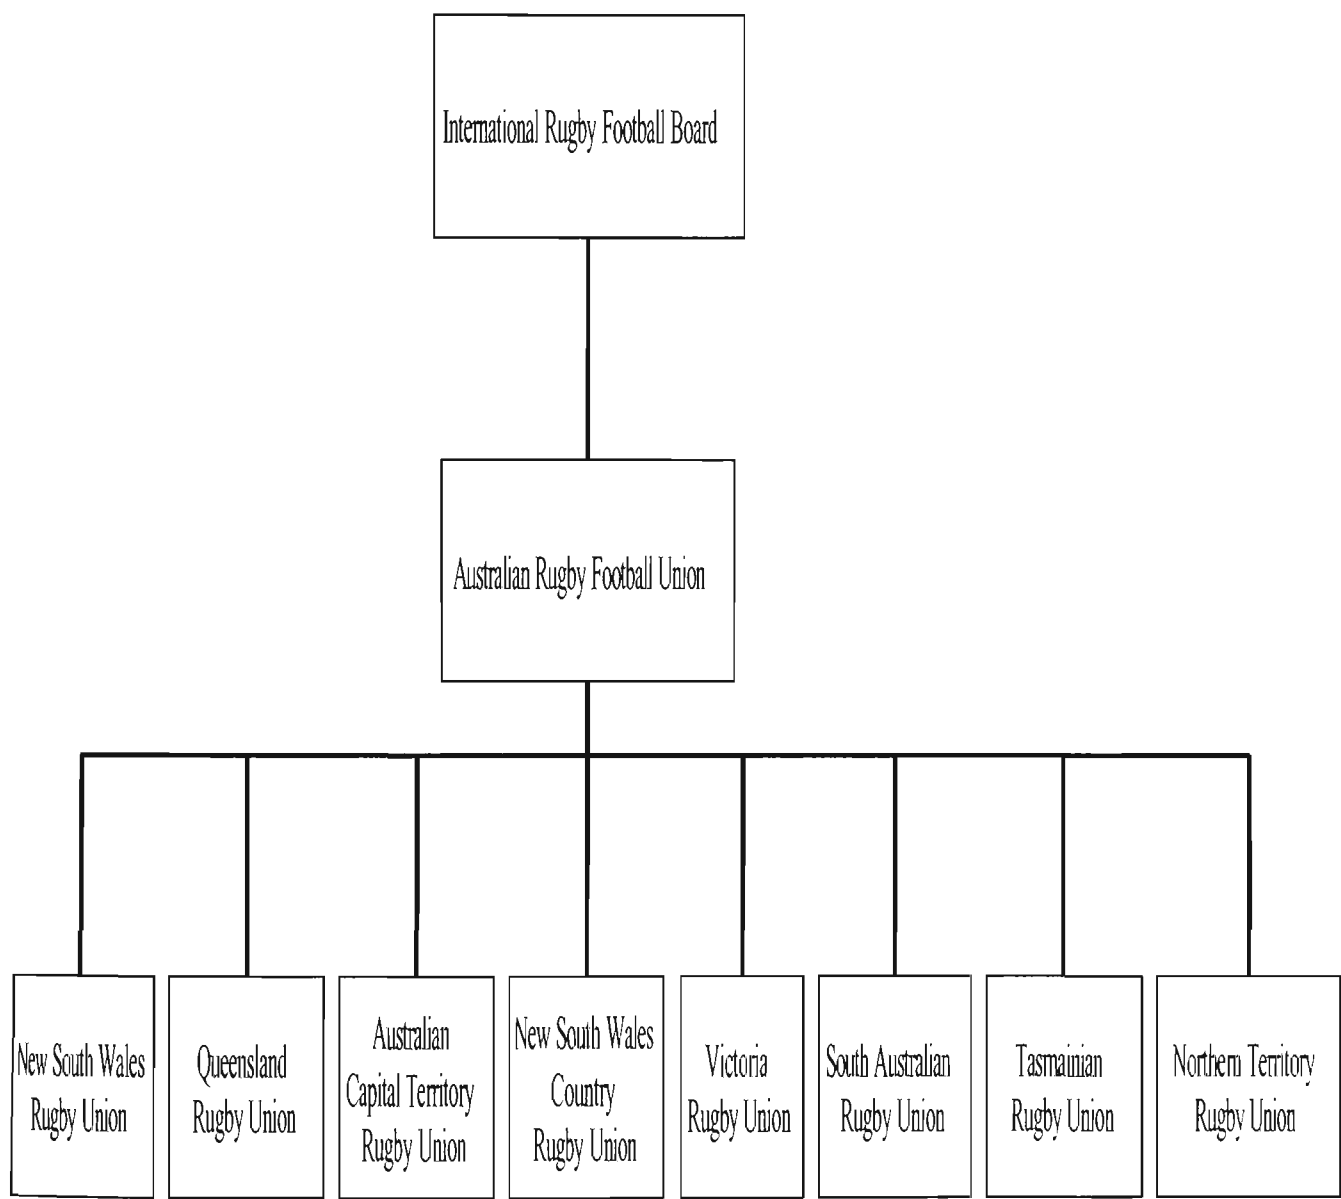 International Rugby Football Board
Australian Rugby Football Union
New South Wales
Rugby Union
Queensland
Rugby Union
Australian
Capital Territory
Rugby Union
New South Wales
Country
Rugby Union
Victoria
Rugby Union
South Australian
Rugby Union
Tasmainian
Rugby Union
Northern Territory
Rugby Union